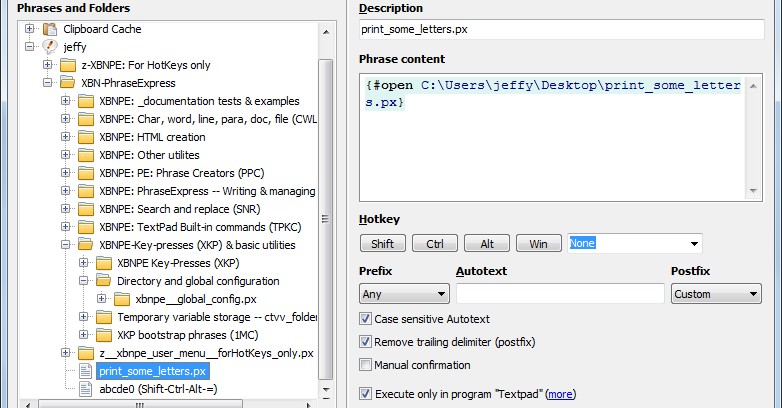 Phrases and Folders
Clipboard Cache
jeffy
z-XBNPE: For HotKeys only
XBN-PhraseExpress
XBNPE: _documentation tests & examples
XBNPE: Char, word, line, para, doc, file (CWL
XBNPE: HTML creation
XBNPE: Other utilites
XBNPE: PE: Phrase Creators (PPC)
XBNPE: PhraseExpress -- Writing & managing
XBNPE: Search and replace (SNR)
XBNPE: TextPad Built-in commands (TPKC)
XBNPE-Key-presses (XKP) & basic utilities
XBNPE Key-Presses (XKP)
Directory and global configuration
xbnpe__global_config.px
Temporary variable storage -- ctvv_folder
XKP bootstrap phrases (1MC)
z__xbnpe_user_menu__forHotKeys_only.px
print_some_letters.px
abcde0 (Shift-Ctrl-Alt-=)
Description
print_some_letters.px
Phrase content
{#open C:\Users\jeffy\Desktop\print_some_letter
s.px}
Hotkey
Shift Ctrl Alt Win None
Prefix Autotext Postfix
Any Custom
Case sensitive Autotext
Remove trailing delimiter (postfix)
Manual confirmation
Execute only in program "Textpad" (more)